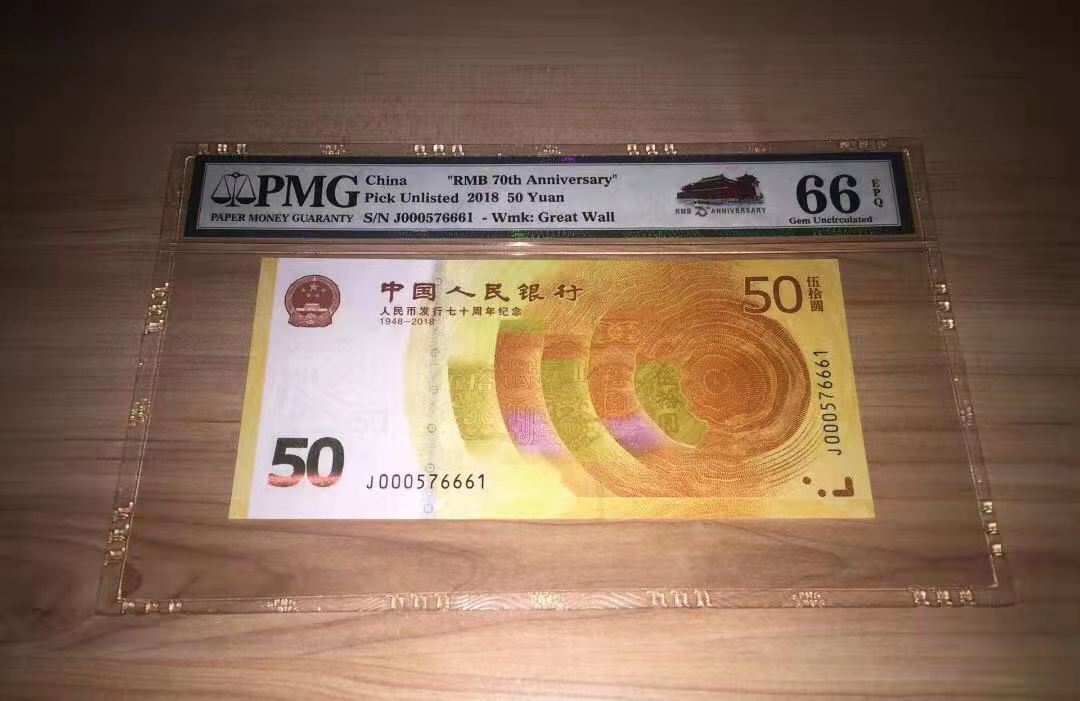 PMG
PAPER MONEY GUARANTY
China "RMB 70th Anniversary"
Pick Unlisted 2018 50 Yuan
S/N J000576661 - Wmk: Great Wall
RMB 70 ANNIVERSARY
66
EPQ
Gem Uncirculated
中国人民银行
人民币发行七十周年纪念
1948-2018
50
伍拾圆
J000576661
50
J000576661